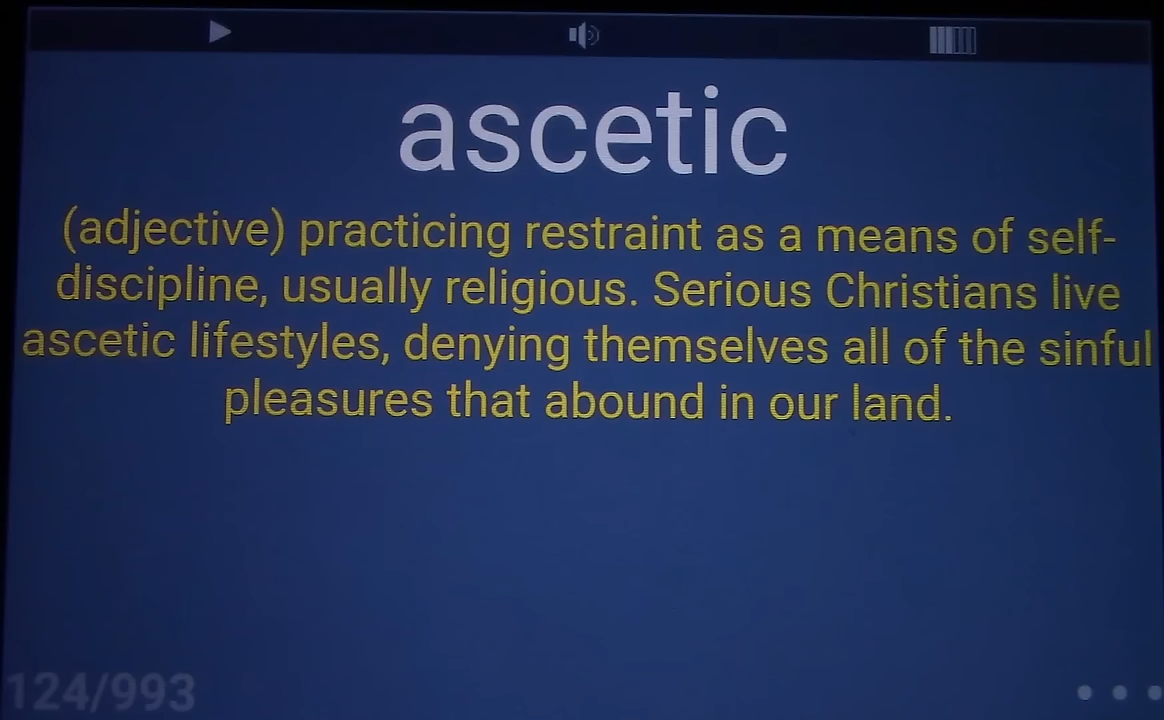 ascetic
(adjective) practicing restraint as a means of self-
discipline, usually religious. Serious Christians live
ascetic lifestyles, denying themselves all of the sinful
pleasures that abound in our land.
124/993